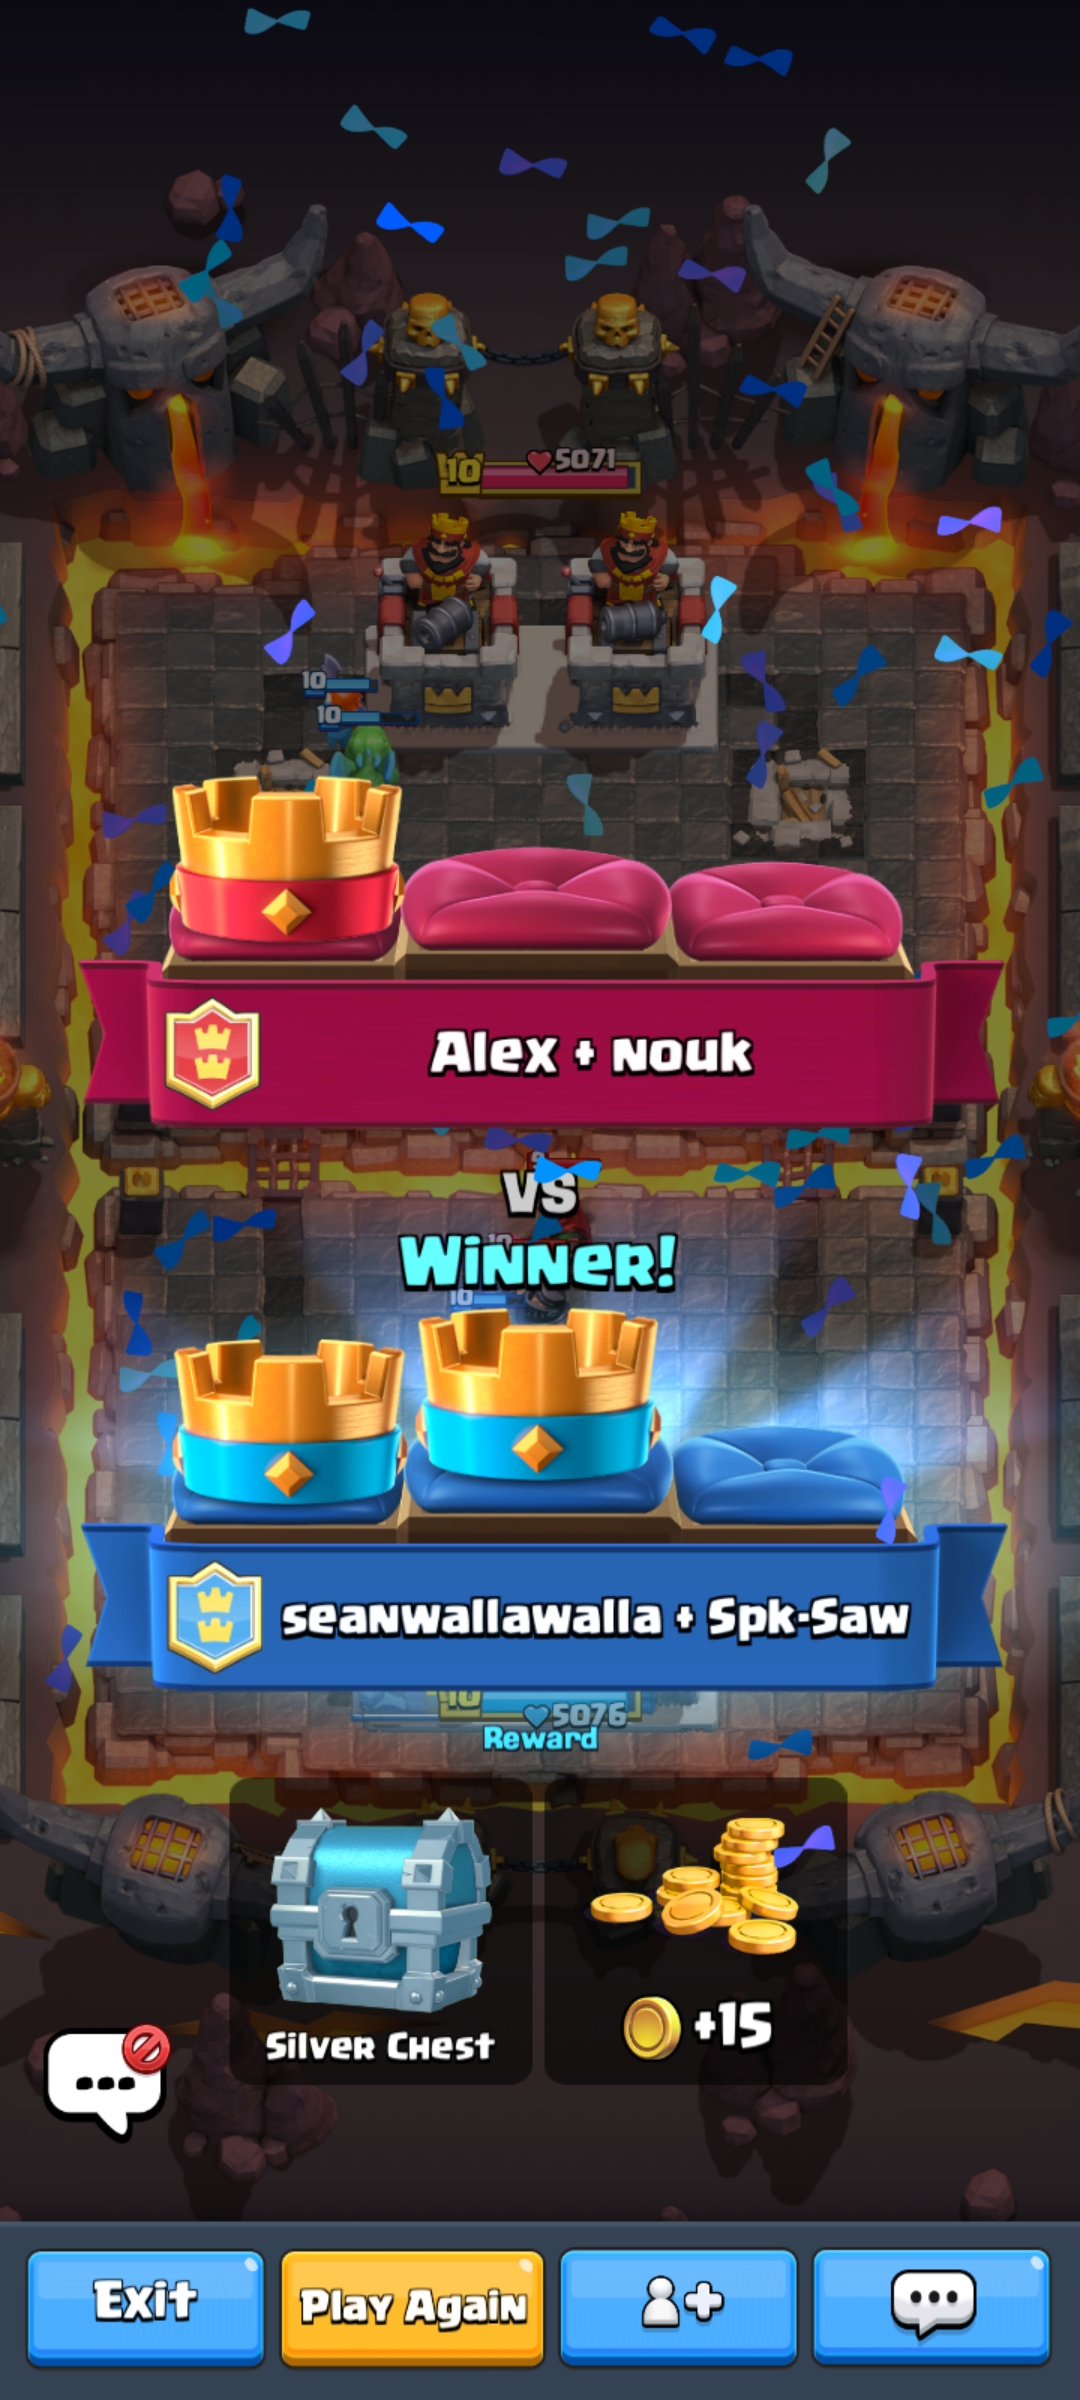 10 5071
10
10
Alex + nouk
VS
Winner!
10
seanwallawalla + Spk-Saw
10 5076
Reward
Silver Chest
+15
Exit
Play Again